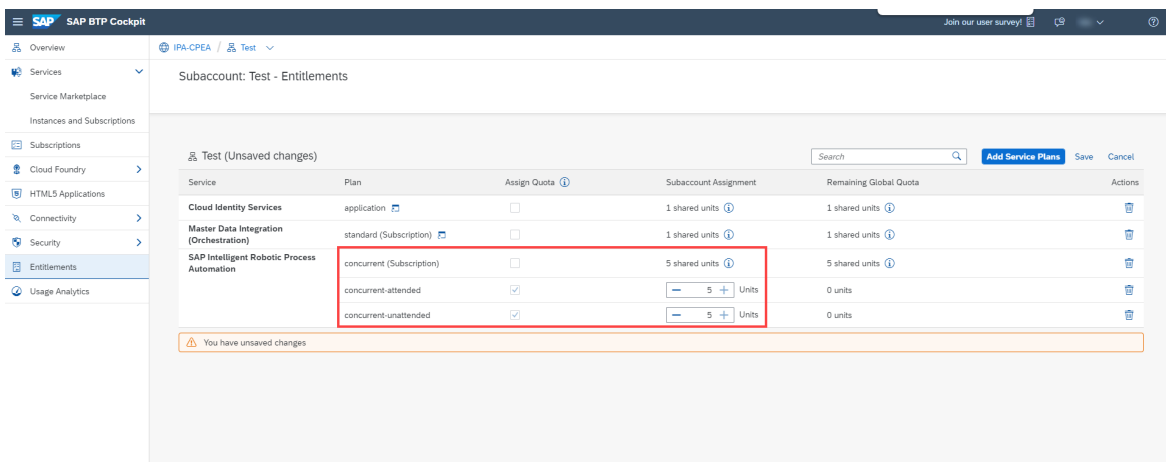 SAP SAP BTP Cockpit
Join our user survey!
Overview
IPA-CPEA / Test
Services
Subaccount: Test - Entitlements
Service Marketplace
Instances and Subscriptions
Subscriptions
Test (Unsaved changes)
Search
Add Service Plans Save Cancel
Cloud Foundry
Service Plan Assign Quota Subaccount Assignment Remaining Global Quota Actions
HTML5 Applications
Cloud Identity Services application 1 shared units 1 shared units
Connectivity
Master Data Integration
(Orchestration) standard (Subscription) 1 shared units 1 shared units
Security
SAP Intelligent Robotic Process
Automation concurrent (Subscription) 5 shared units 5 shared units
Entitlements
concurrent-attended − 5 + Units 0 units
Usage Analytics
concurrent-unattended − 5 + Units 0 units
You have unsaved changes